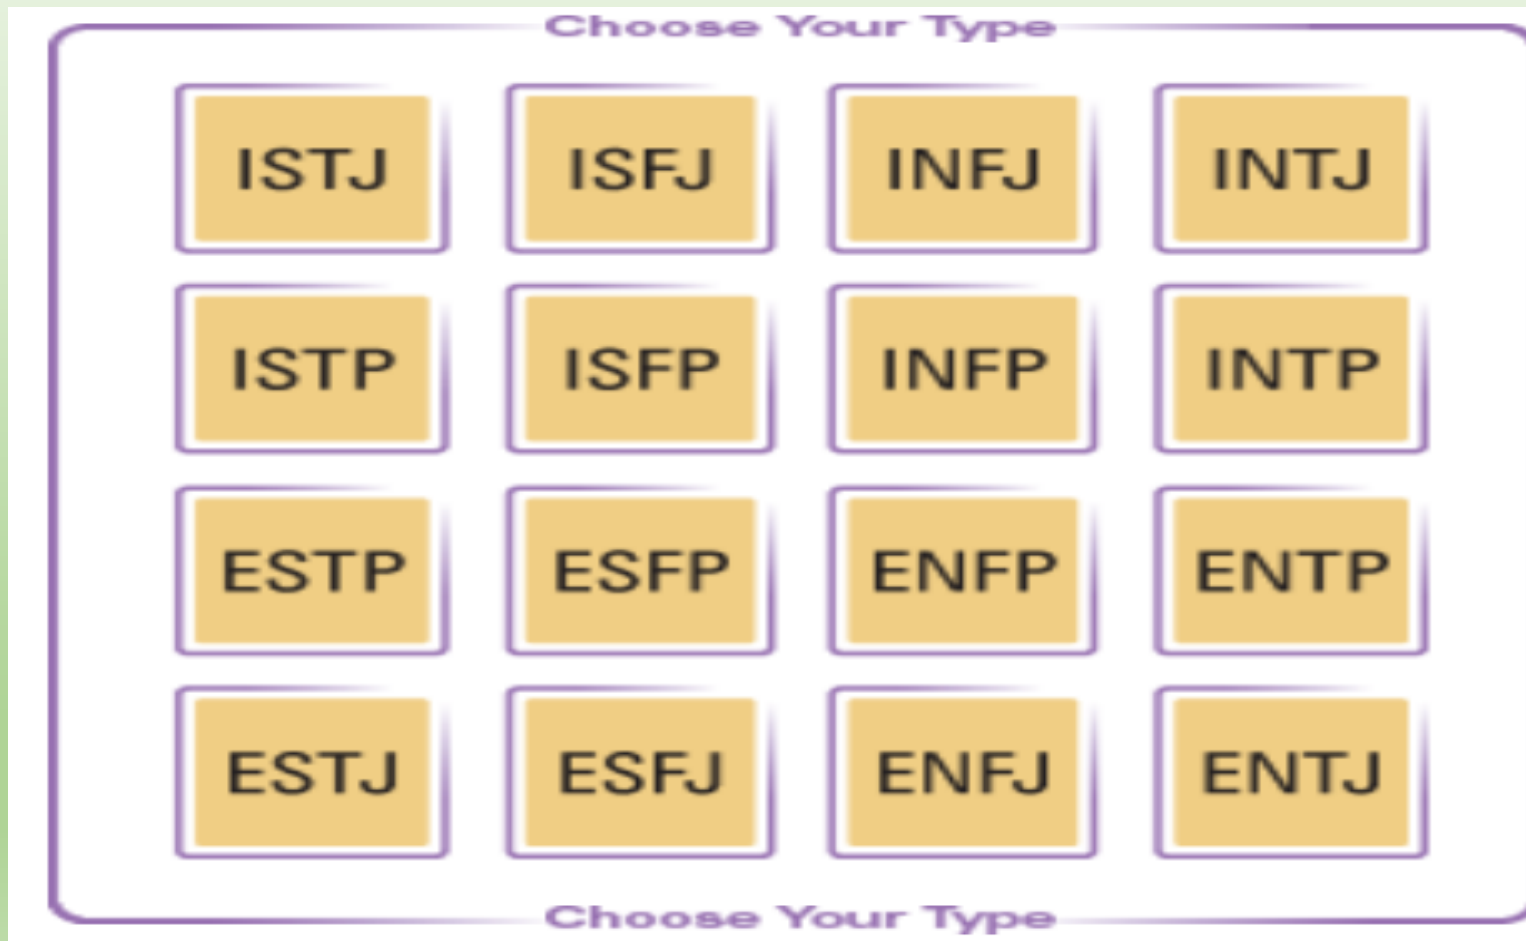 Choose Your Type
ISTJ ISFJ INFJ INTJ
ISTP ISFP INFP INTP
ESTP ESFP ENFP ENTP
ESTJ ESFJ ENFJ ENTJ
Choose Your Type